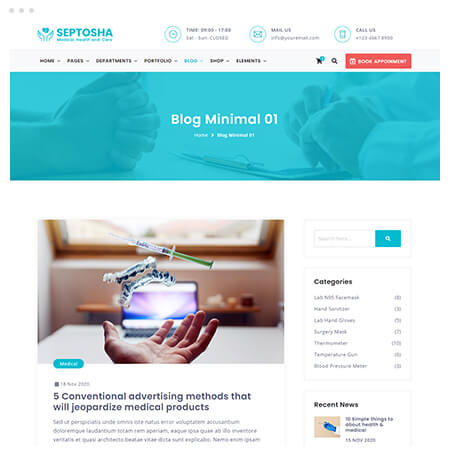 SEPTOSHA
Medical, Health and Care
TIME: 09:00 - 17:00
Sat - Sun: CLOSED
MAIL US
info@youremail.com
CALL US
+123 4567 8900
HOME PAGES DEPARTMENTS PORTFOLIO BLOG SHOP ELEMENTS
BOOK APPOINMENT
Blog Minimal 01
Home > Blog Minimal 01
Search here...
Medical
18 Nov 2020
5 Conventional advertising methods that
will jeopardize medical products
Sed ut perspiciatis unde omnis iste natus error voluptatem accusantium
doloremque laudantium totam rem aperiam, eaque ipsa quae ab illo inventore
veritatis et quasi architecto beatae vitae dicta sunt explicabo. Nemo enim ipsam
Categories
Lab N95 Facemask (8)
Hand Sanitizer (3)
Lab Hand Gloves (5)
Surgery Mask (7)
Thermometer (10)
Temperature Gun (6)
Blood Pressure Meter (3)
Recent News
10 Simple things to
about health &
medical
15 NOV 2020